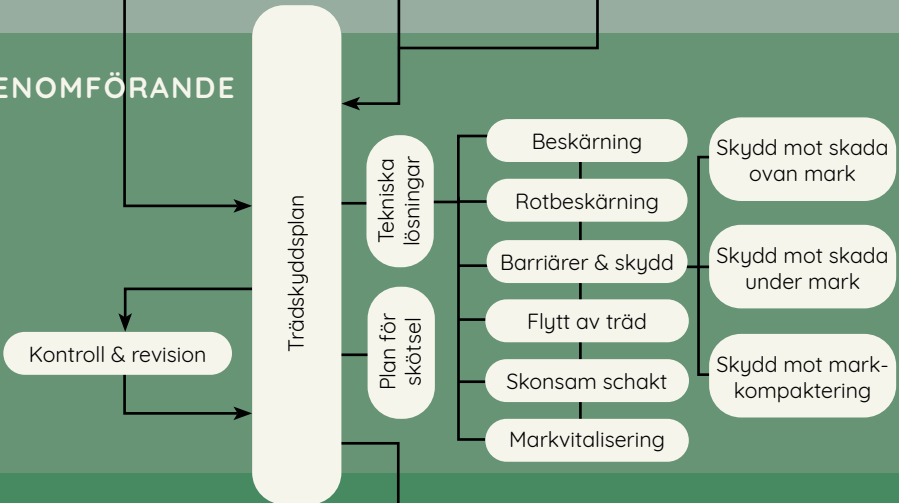 ENOMFÖRANDE
Trädskyddsplan
Kontroll & revision
Tekniska
lösningar
Plan för
skötsel
Beskärning
Rotbeskärning
Barriärer & skydd
Flytt av träd
Skonsam schakt
Markvitalisering
Skydd mot skada
ovan mark
Skydd mot skada
under mark
Skydd mot mark-
kompaktering